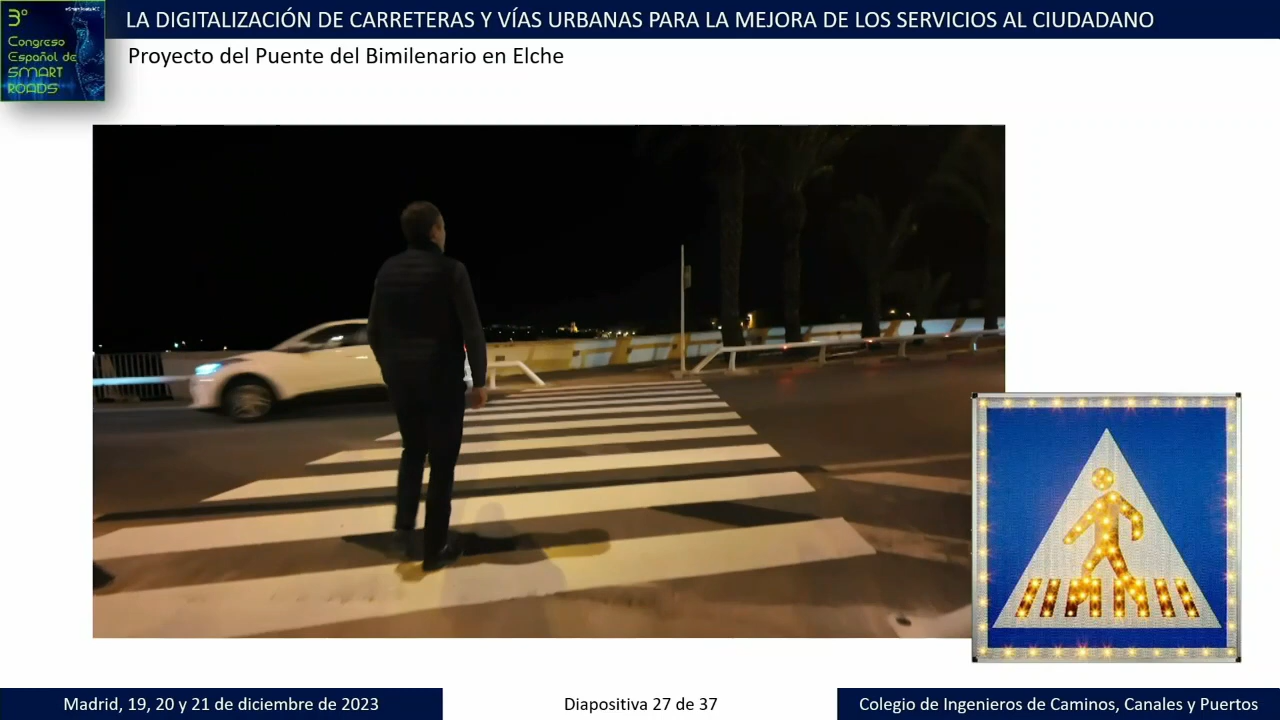 3º
Congreso
Español de
SMART
ROADS
LA DIGITALIZACIÓN DE CARRETERAS Y VÍAS URBANAS PARA LA MEJORA DE LOS SERVICIOS AL CIUDADANO
Proyecto del Puente del Bimilenario en Elche
Madrid, 19, 20 y 21 de diciembre de 2023
Diapositiva 27 de 37
Colegio de Ingenieros de Caminos, Canales y Puertos